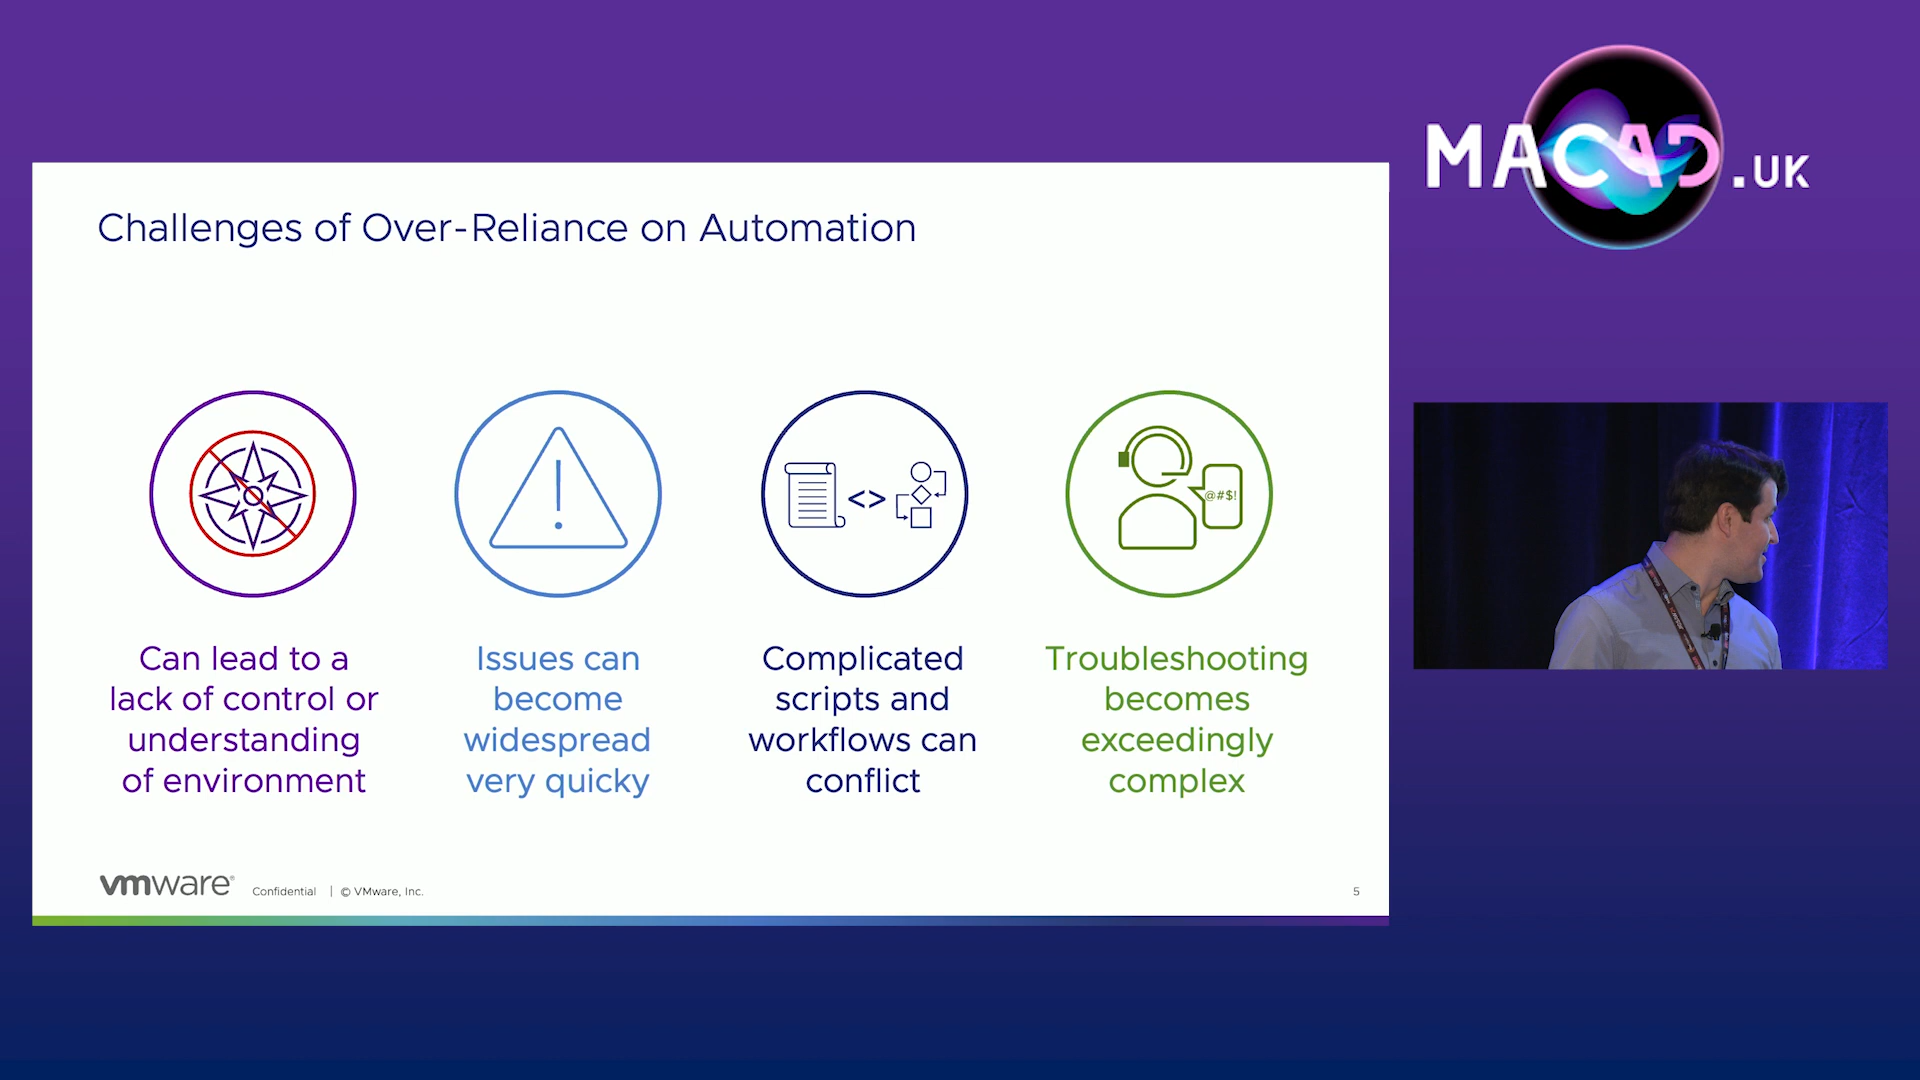 MACAD.UK
Challenges of Over-Reliance on Automation
<>
@#$!
Can lead to a
lack of control or
understanding
of environment
Issues can
become
widespread
very quicky
Complicated
scripts and
workflows can
conflict
Troubleshooting
becomes
exceedingly
complex
vmware® Confidential | © VMware, Inc.
5